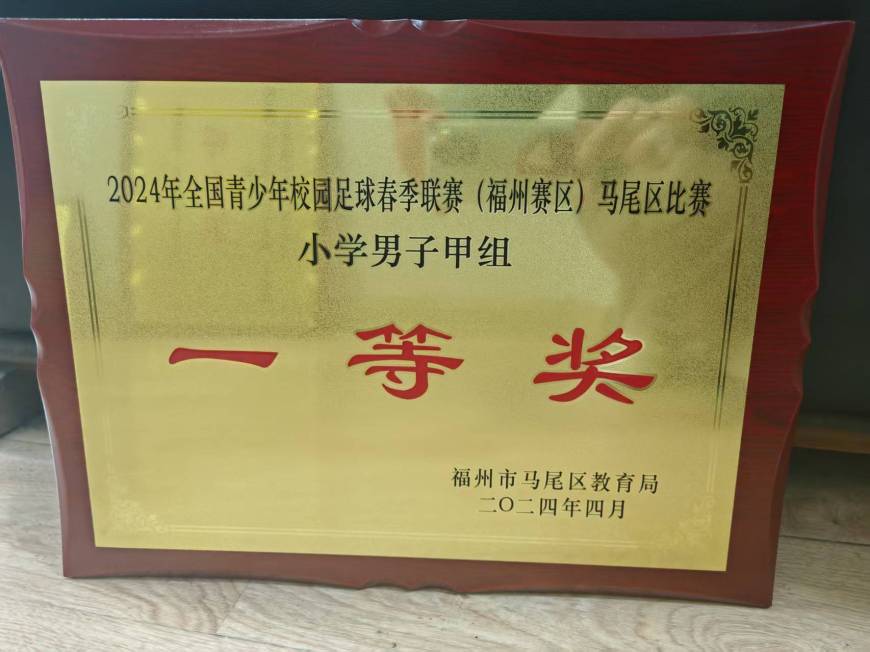 2024年全国青少年校园足球春季联赛（福州赛区）马尾区比赛
小学男子甲组
一等奖
福州市马尾区教育局
二〇二四年四月